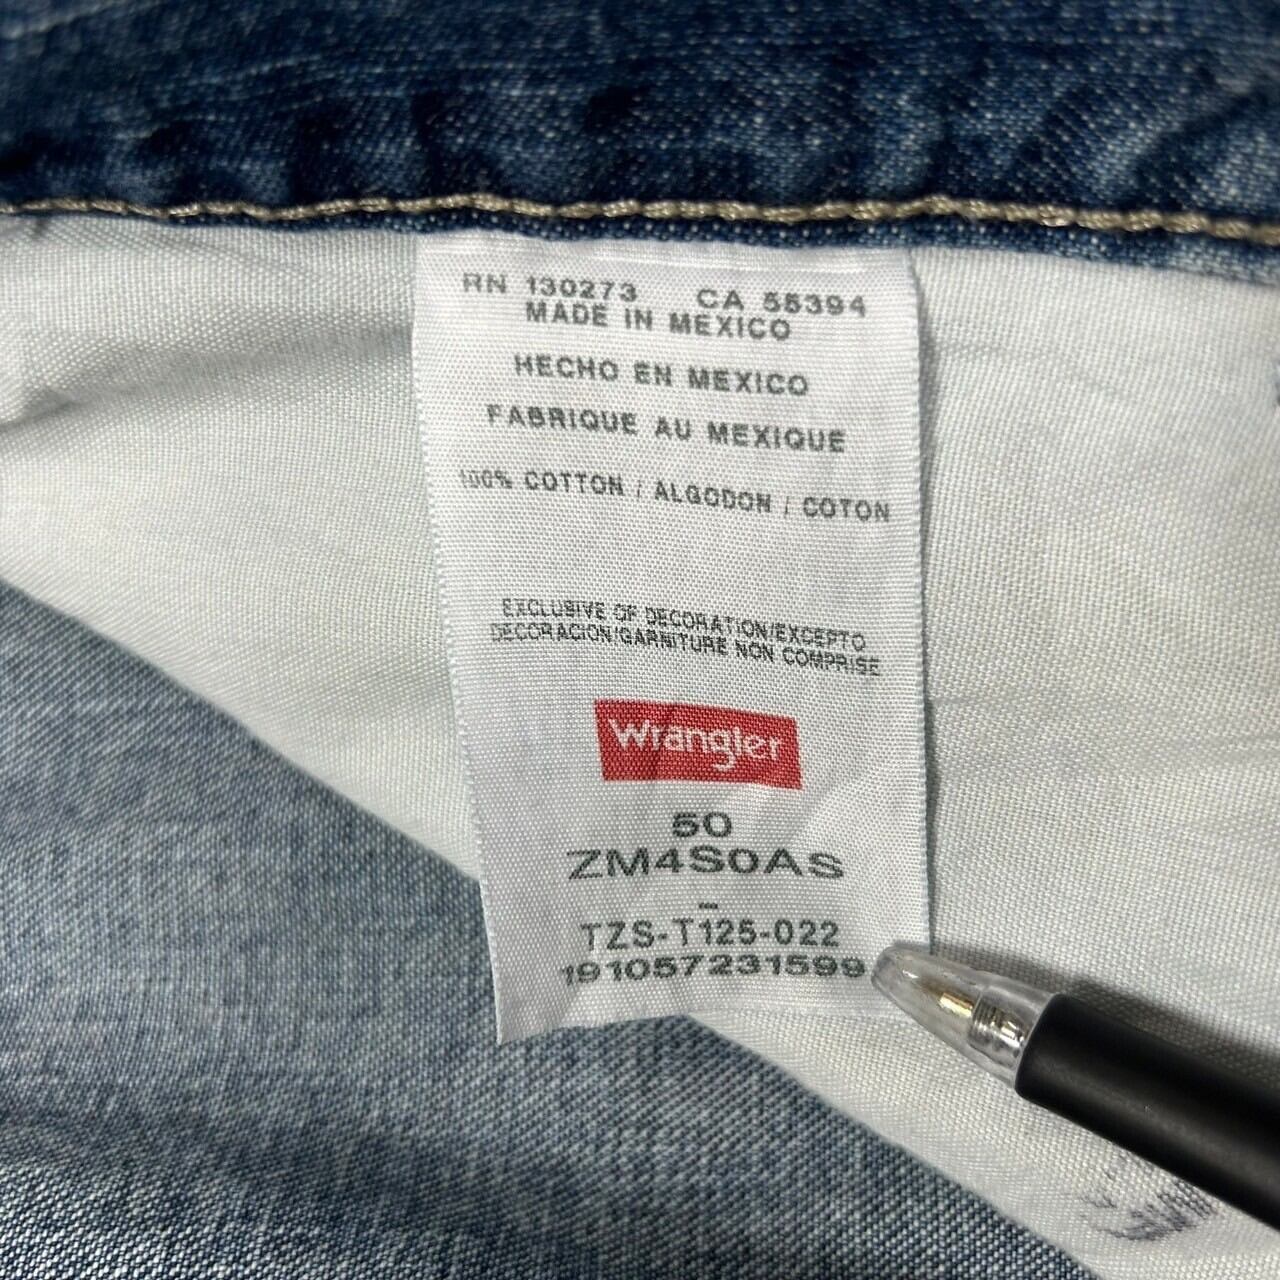 RN 130273 CA 55394
MADE IN MEXICO
HECHO EN MEXICO
FABRIQUE AU MEXIQUE
100% COTTON / ALGODON / COTON
EXCLUSIVE OF DECORATION/EXCEPTO
DECORACION/GARNITURE NON COMPRISE
Wrangler
50
ZM4S0AS
-
TZS-T125-022
191057231599